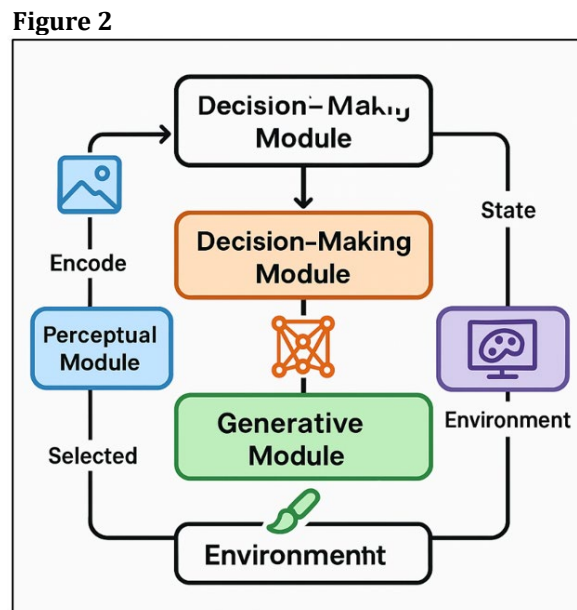 Figure 2
Decision-
Module
Decision-Making
Module
State
Encode
Perceptual
Module
Generative
Module
Environment
Selected
Environmenht